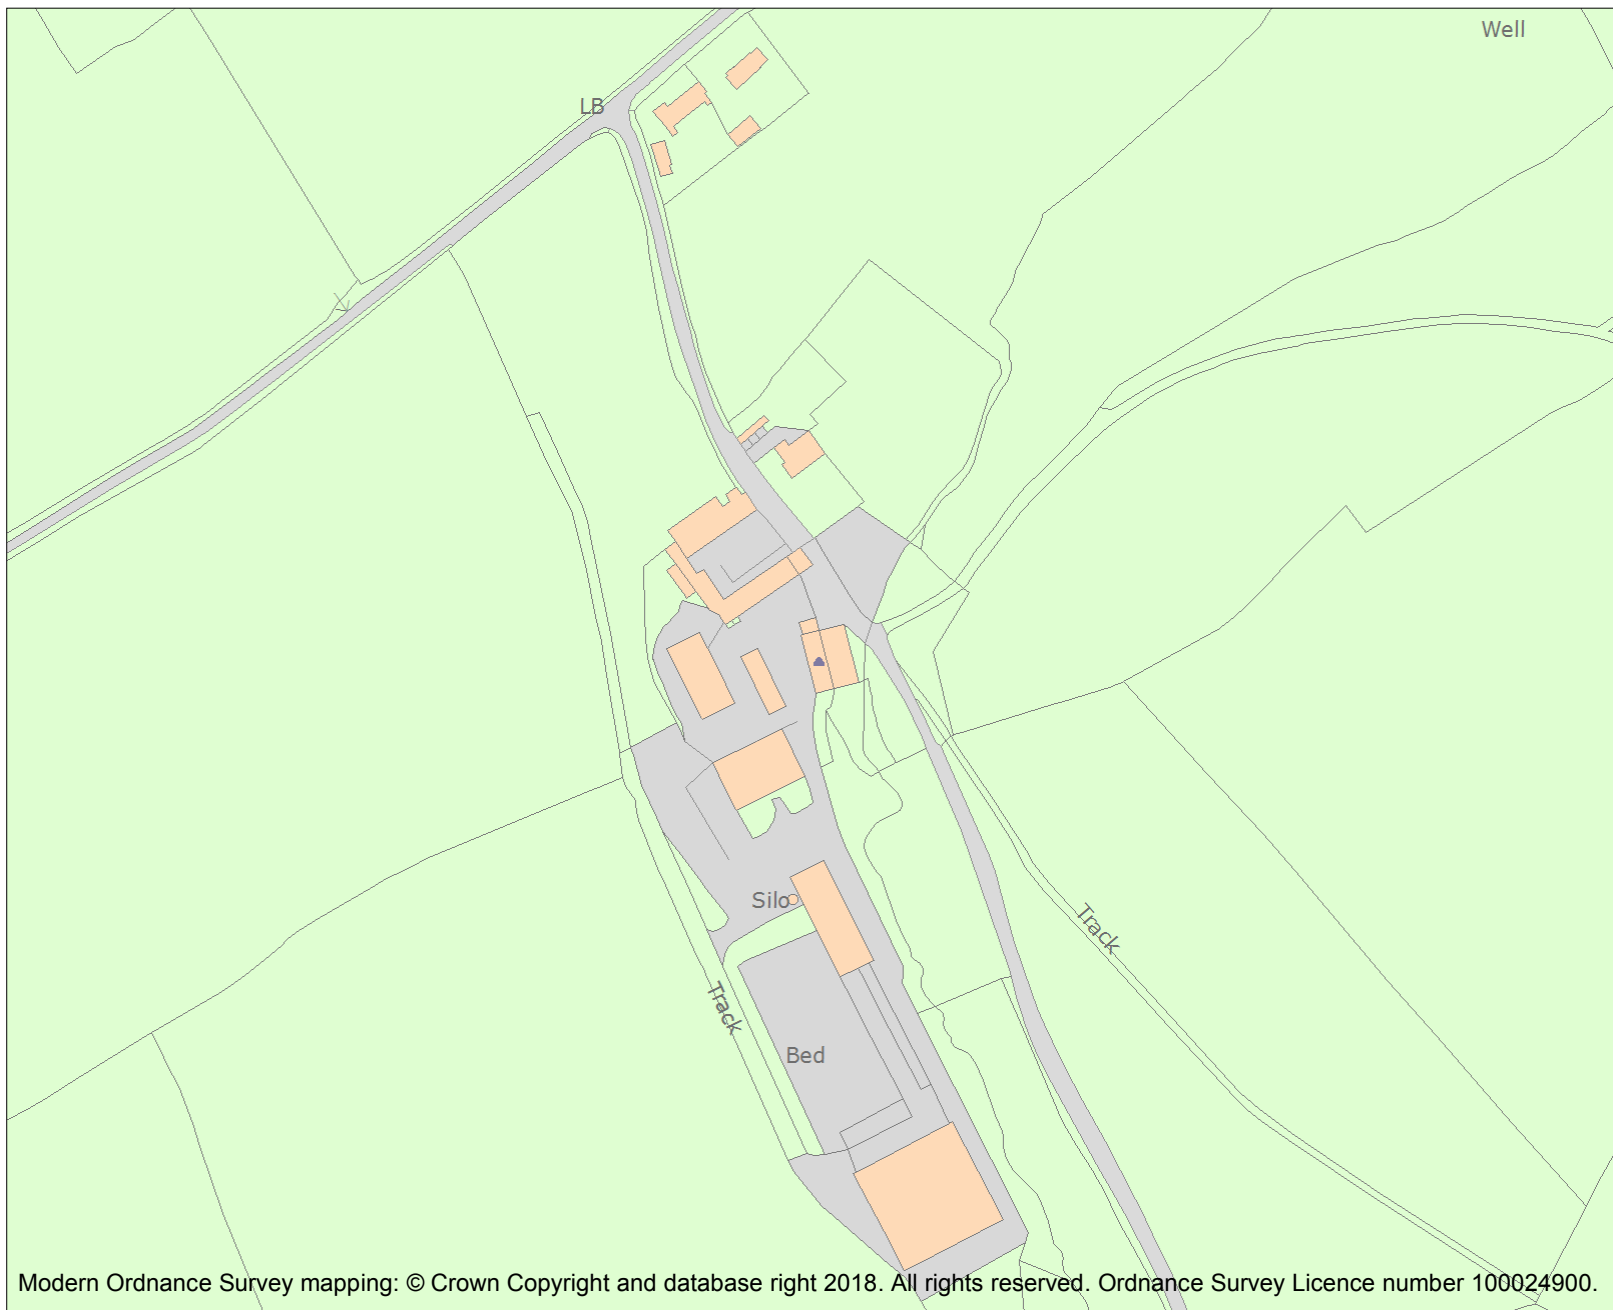 Well
LB
Silo
Track
Track
Bed
Modern Ordnance Survey mapping: © Crown Copyright and database right 2018. All rights reserved. Ordnance Survey Licence number 100024900.